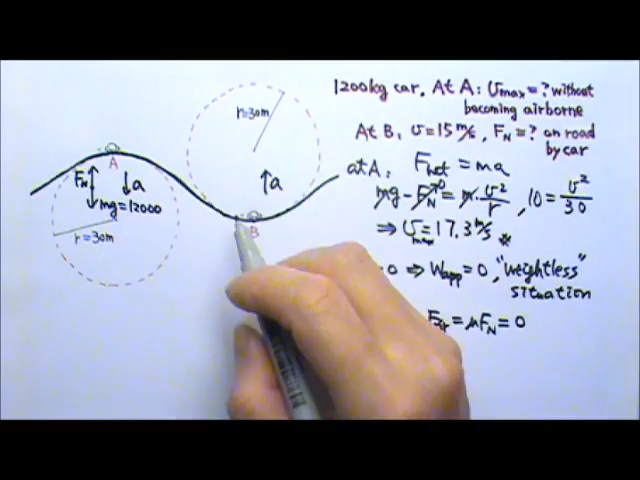 1200kg car. At A: υmax = ? without
becoming airborne
At B, υ = 15 m/s, FN = ? on road
by car
at A: Fnet = ma
mg - FN = m · υ²/r , 10 = υ²/30
⇒ υmax = 17.3 m/s *
0 ⇒ Wapp = 0, "weightless"
situation
= μFN = 0
r=30m
a
B
A
FN
a
mg = 12000
r = 30m
0